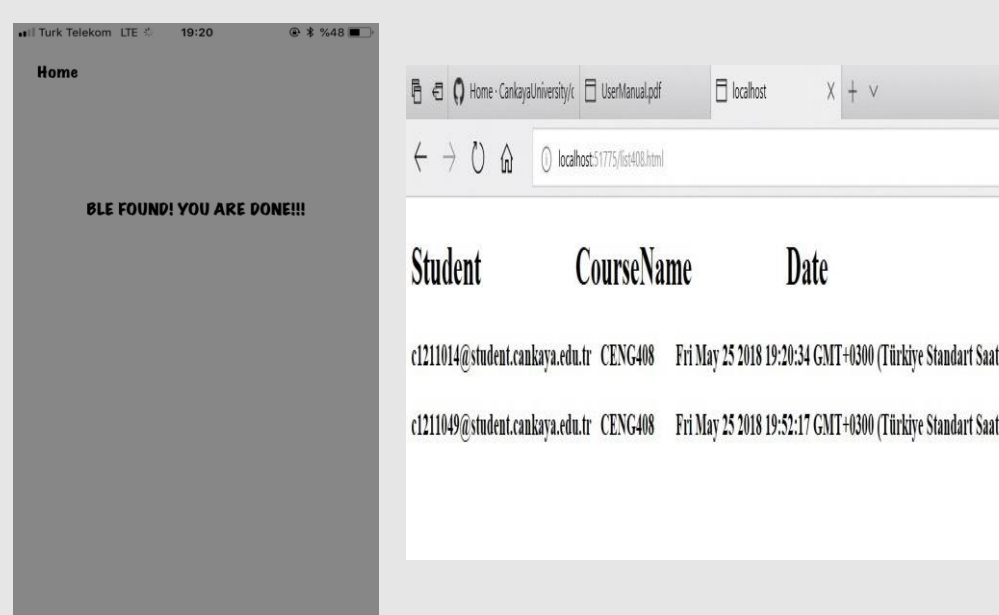 Turk Telekom LTE 19:20 %48
Home
BLE FOUND! YOU ARE DONE!!!
Home - CankayaUniversity/c UserManual.pdf localhost
localhost:51775/list408.html
Student CourseName Date
c1211014@student.cankaya.edu.tr CENG408 Fri May 25 2018 19:20:34 GMT+0300 (Türkiye Standart Saat
c1211049@student.cankaya.edu.tr CENG408 Fri May 25 2018 19:52:17 GMT+0300 (Türkiye Standart Saat